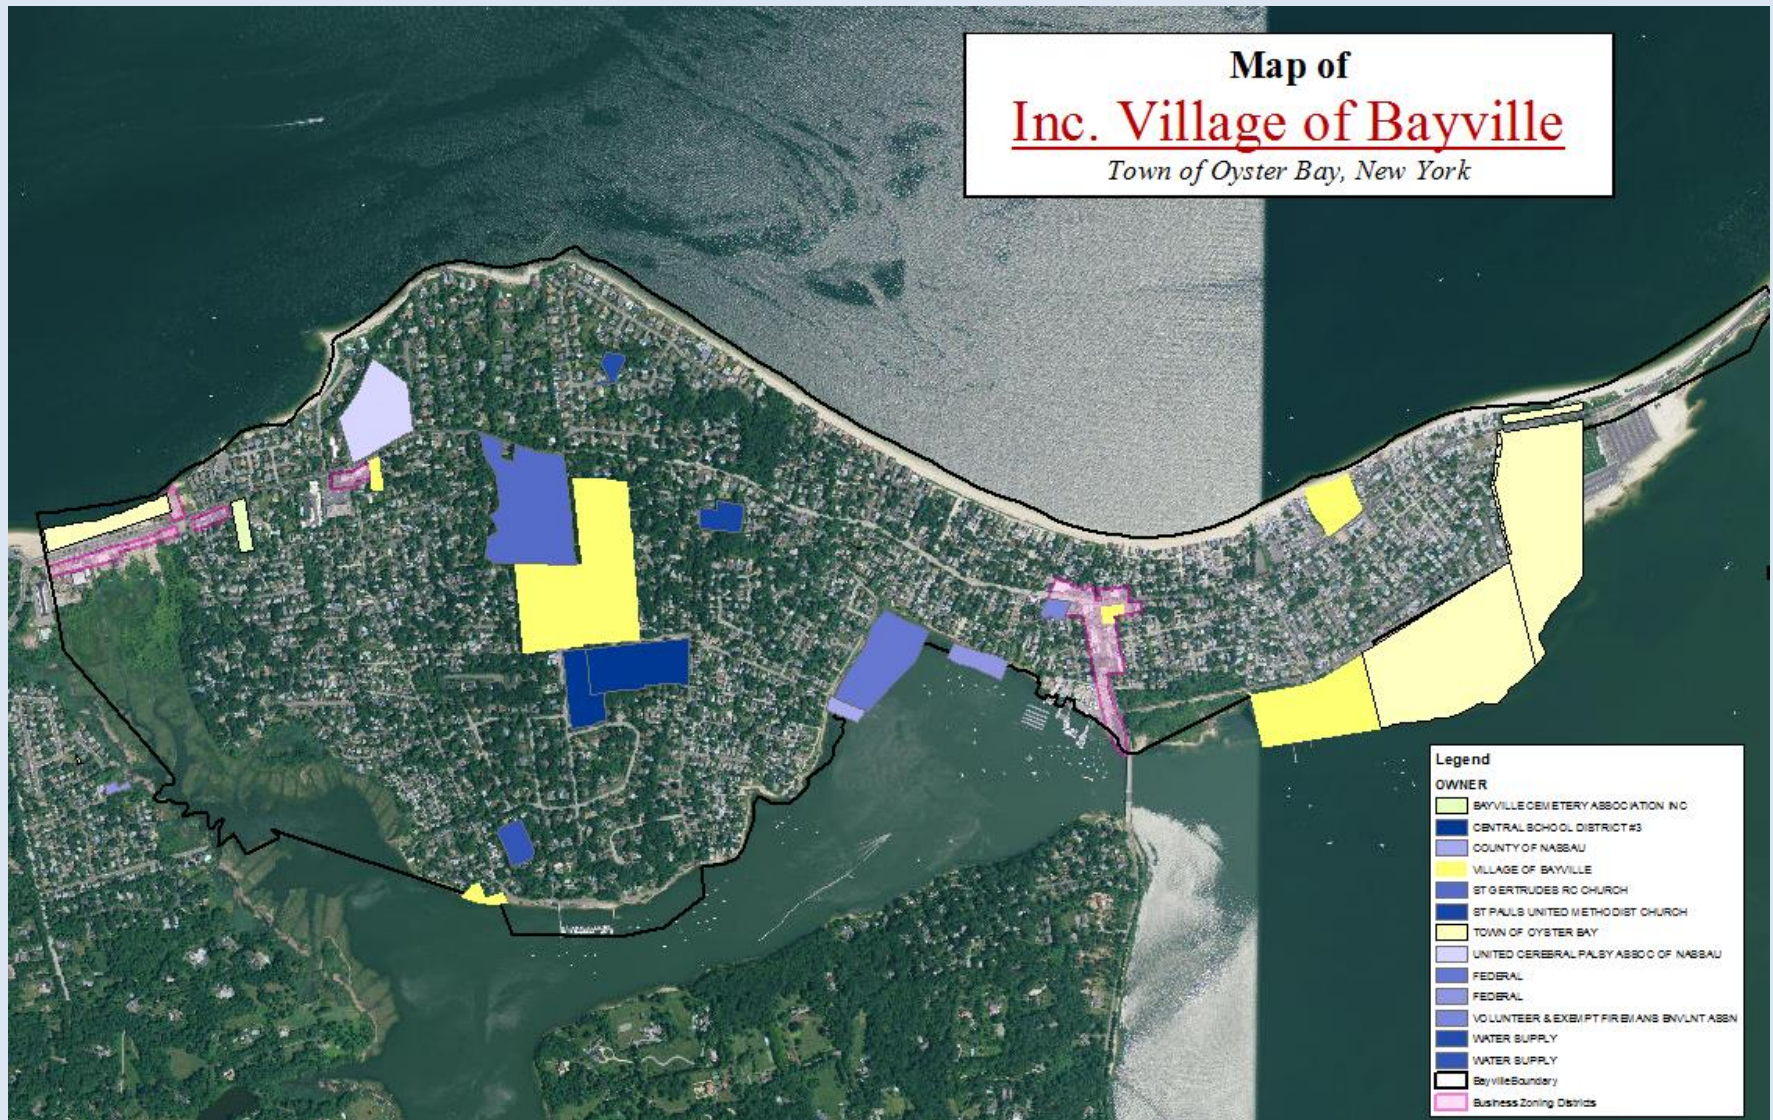 Map of
Inc. Village of Bayville
Town of Oyster Bay, New York
Legend
OWNER
BAYVILLE CEMETERY ASSOCIATION INC
CENTRAL SCHOOL DISTRICT #3
COUNTY OF NASSAU
VILLAGE OF BAYVILLE
ST GERTRUDES RC CHURCH
ST PAULS UNITED METHODIST CHURCH
TOWN OF OYSTER BAY
UNITED CEREBRAL PALSY ASSOC OF NASSAU
FEDERAL
FEDERAL
VOLUNTEER & EXEMPT FIREMANS BNVLNT ASSN
WATER SUPPLY
WATER SUPPLY
Bayville Boundary
Business Zoning Districts